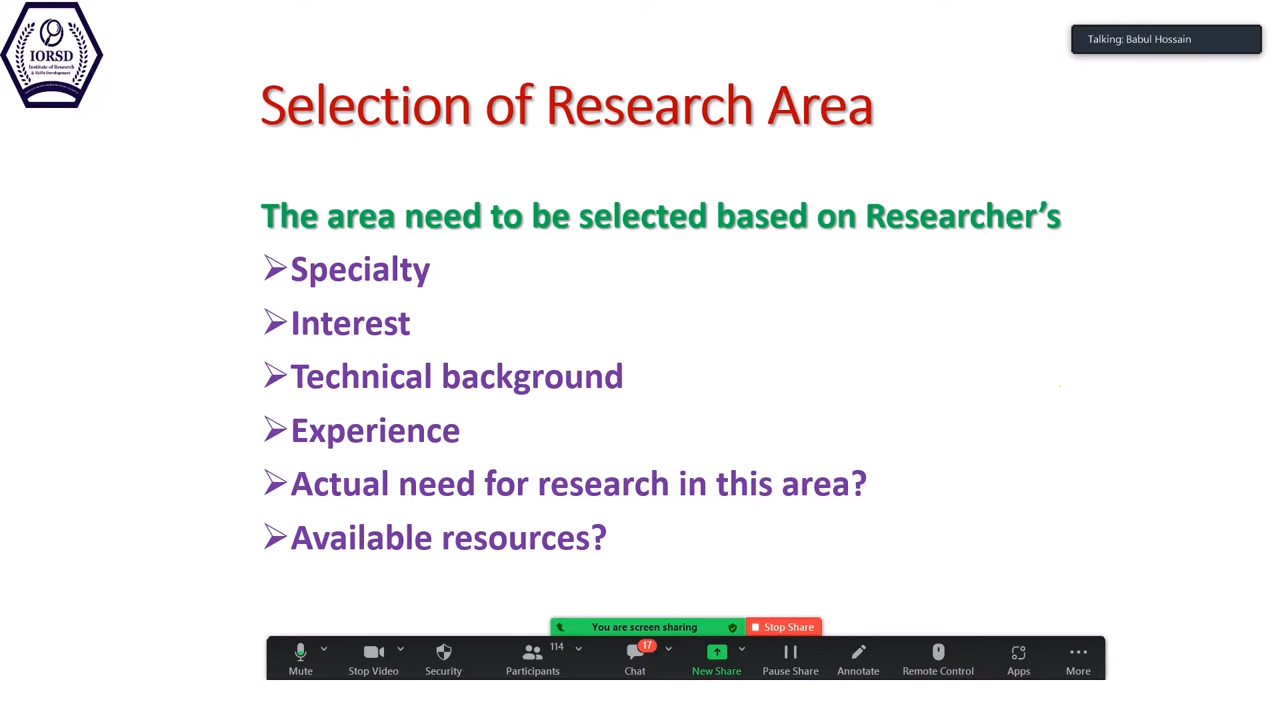 IORSD
Institute of Research
& Skills Development
Talking: Babul Hossain
Selection of Research Area
The area need to be selected based on Researcher’s
➢Specialty
➢Interest
➢Technical background
➢Experience
➢Actual need for research in this area?
➢Available resources?
You are screen sharing Stop Share
114 17
Mute Stop Video Security Participants Chat New Share Pause Share Annotate Remote Control Apps More